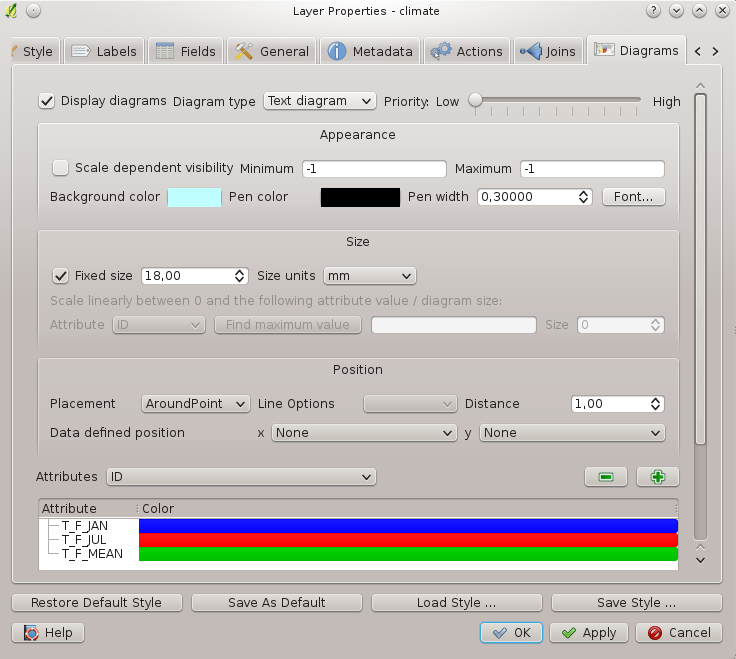 Layer Properties - climate
Style Labels Fields General Metadata Actions Joins Diagrams
Display diagrams Diagram type Text diagram Priority: Low High
Appearance
Scale dependent visibility Minimum -1 Maximum -1
Background color Pen color Pen width 0,30000 Font...
Size
Fixed size 18,00 Size units mm
Scale linearly between 0 and the following attribute value / diagram size:
Attribute ID Find maximum value Size 0
Position
Placement AroundPoint Line Options Distance 1,00
Data defined position x None y None
Attributes ID
Attribute Color
T_F_JAN
T_F_JUL
T_F_MEAN
Restore Default Style Save As Default Load Style ... Save Style ...
Help OK Apply Cancel